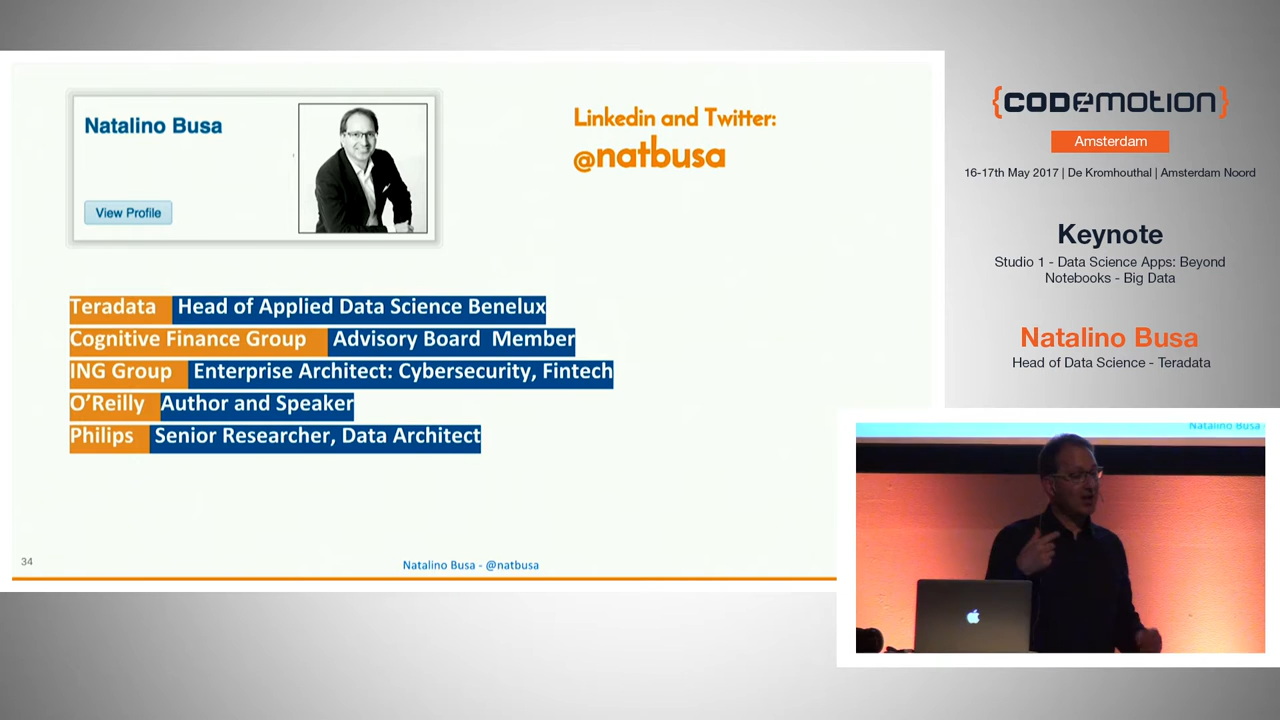 Natalino Busa
View Profile
Linkedin and Twitter:
@natbusa
Teradata Head of Applied Data Science Benelux
Cognitive Finance Group Advisory Board Member
ING Group Enterprise Architect: Cybersecurity, Fintech
O'Reilly Author and Speaker
Philips Senior Researcher, Data Architect
34
Natalino Busa - @natbusa
{CODEMOTION}
Amsterdam
16-17th May 2017 | De Kromhouthal | Amsterdam Noord
Keynote
Studio 1 - Data Science Apps: Beyond
Notebooks - Big Data
Natalino Busa
Head of Data Science - Teradata
Natalino Busa